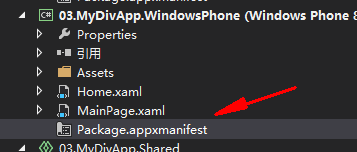 03.MyDivApp.WindowsPhone (Windows Phone 8
Properties
引用
Assets
Home.xaml
MainPage.xaml
Package.appxmanifest
03.MyDivApp.Shared